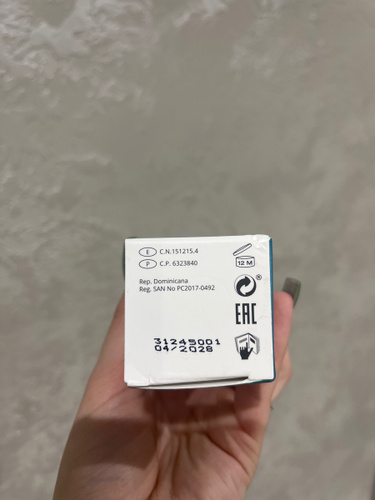 E C.N.151215.4
P C.P. 6323840
12 M
Rep. Dominicana
Reg. SAN No PC2017-0492
®
EAC
31245001
04/2028